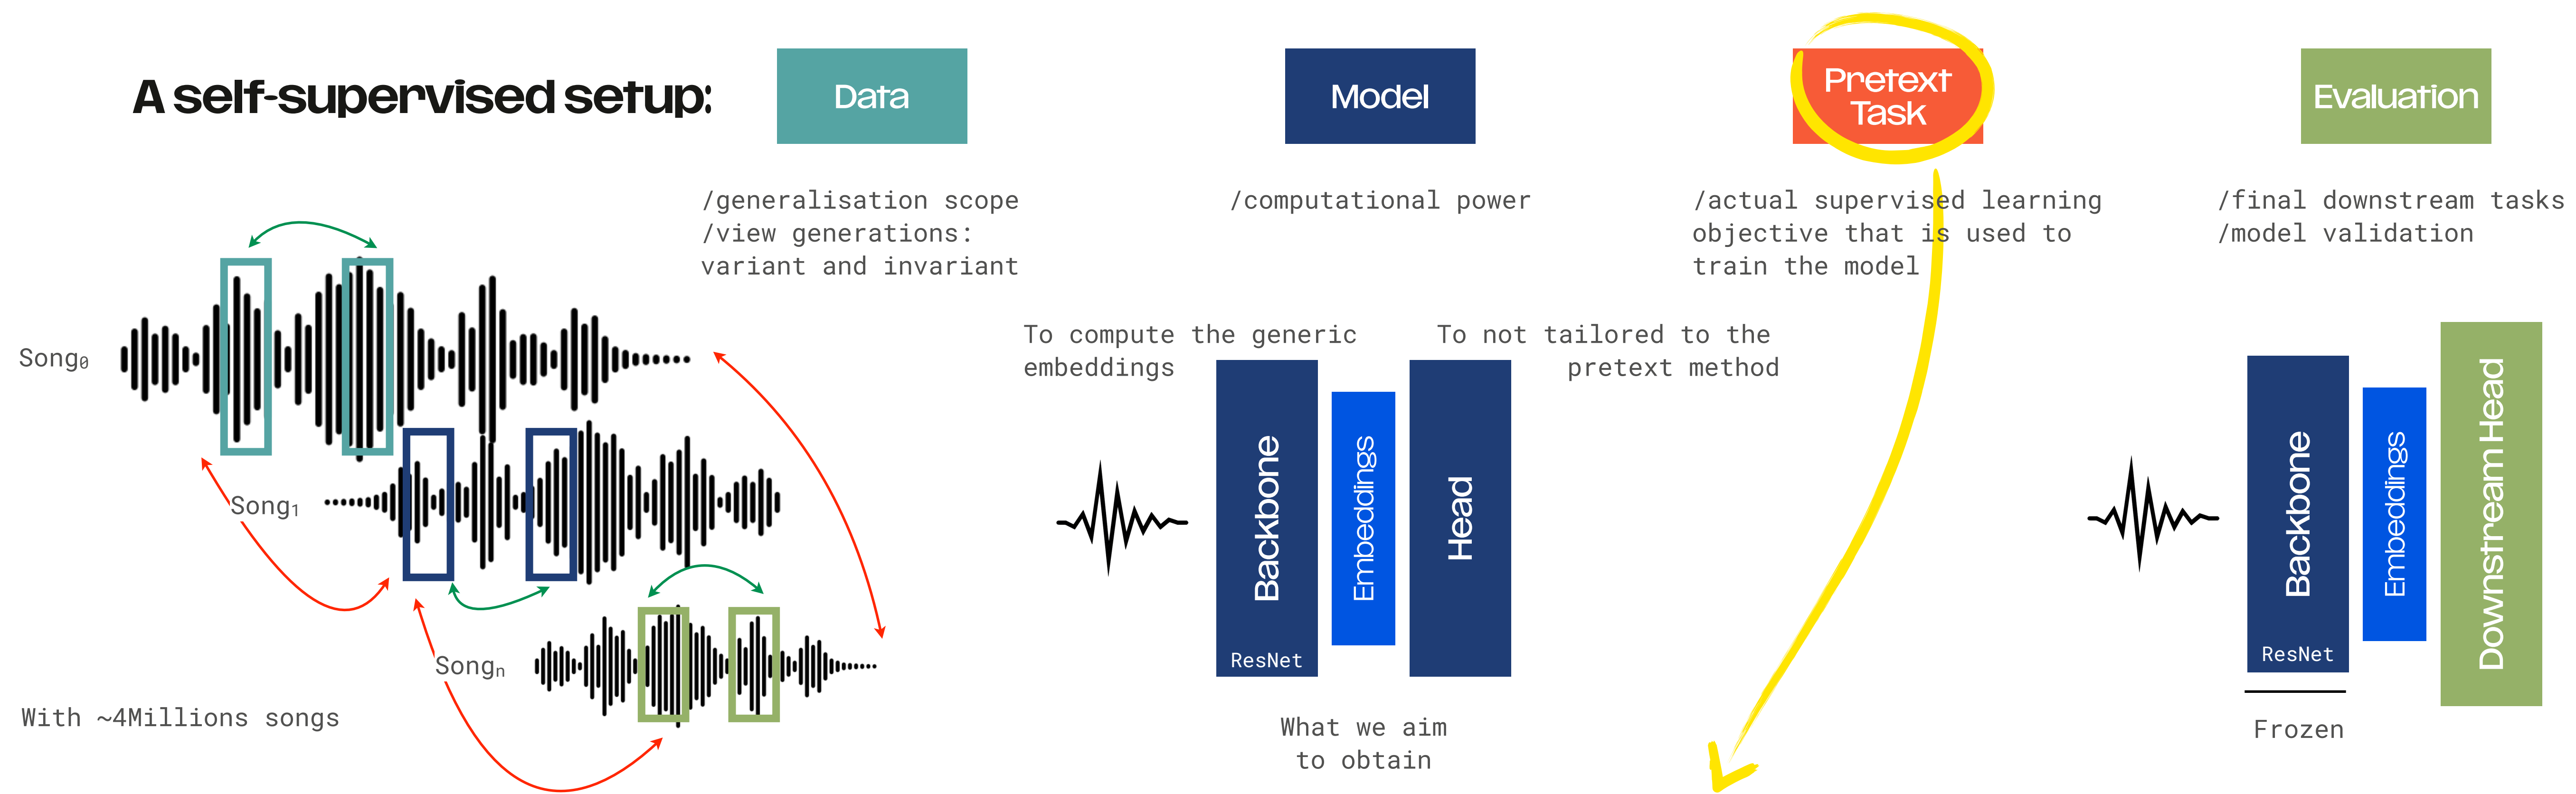 A self-supervised setup:
Data
Model
Pretext
Task
Evaluation
/generalisation scope
/view generations:
variant and invariant
/computational power
/actual supervised learning
objective that is used to
train the model
/final downstream tasks
/model validation
Song₀
Song₁
Songₙ
With ~4Millions songs
To compute the generic
embeddings
To not tailored to the
pretext method
Backbone
ResNet
Embeddings
Head
What we aim
to obtain
Backbone
ResNet
Embeddings
Downstream Head
Frozen